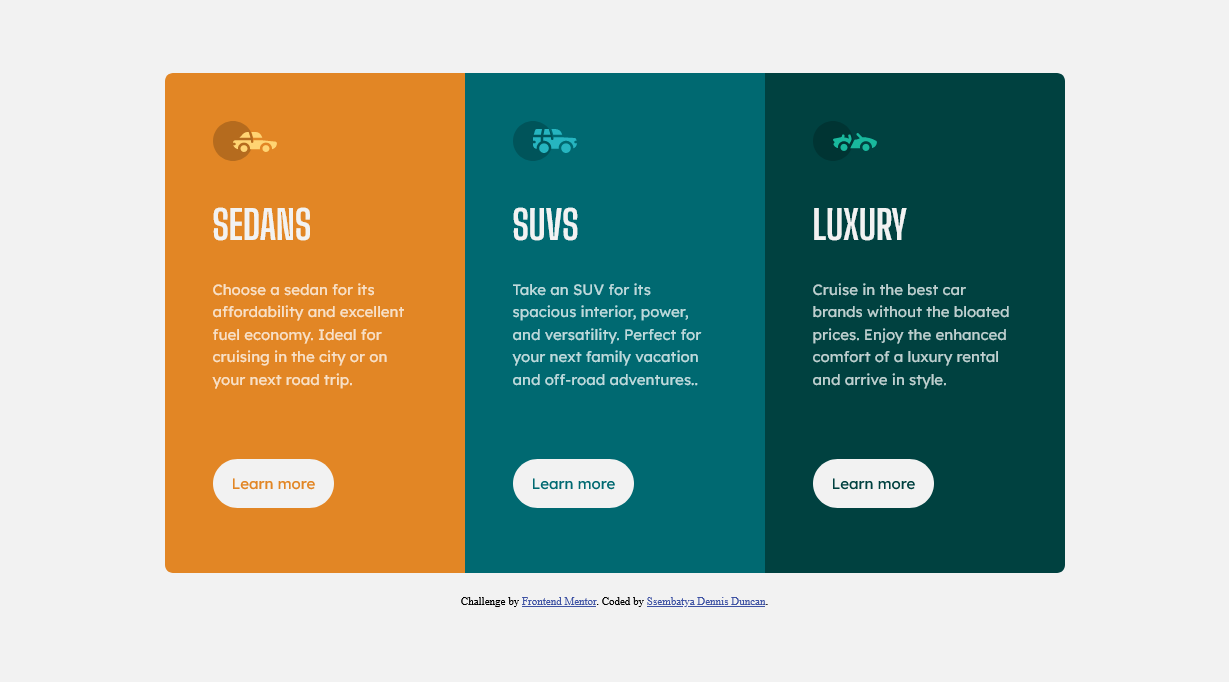 SEDANS
Choose a sedan for its
affordability and excellent
fuel economy. Ideal for
cruising in the city or on
your next road trip.
Learn more
SUVS
Take an SUV for its
spacious interior, power,
and versatility. Perfect for
your next family vacation
and off-road adventures..
Learn more
LUXURY
Cruise in the best car
brands without the bloated
prices. Enjoy the enhanced
comfort of a luxury rental
and arrive in style.
Learn more
Challenge by Frontend Mentor. Coded by Ssembatya Dennis Duncan.